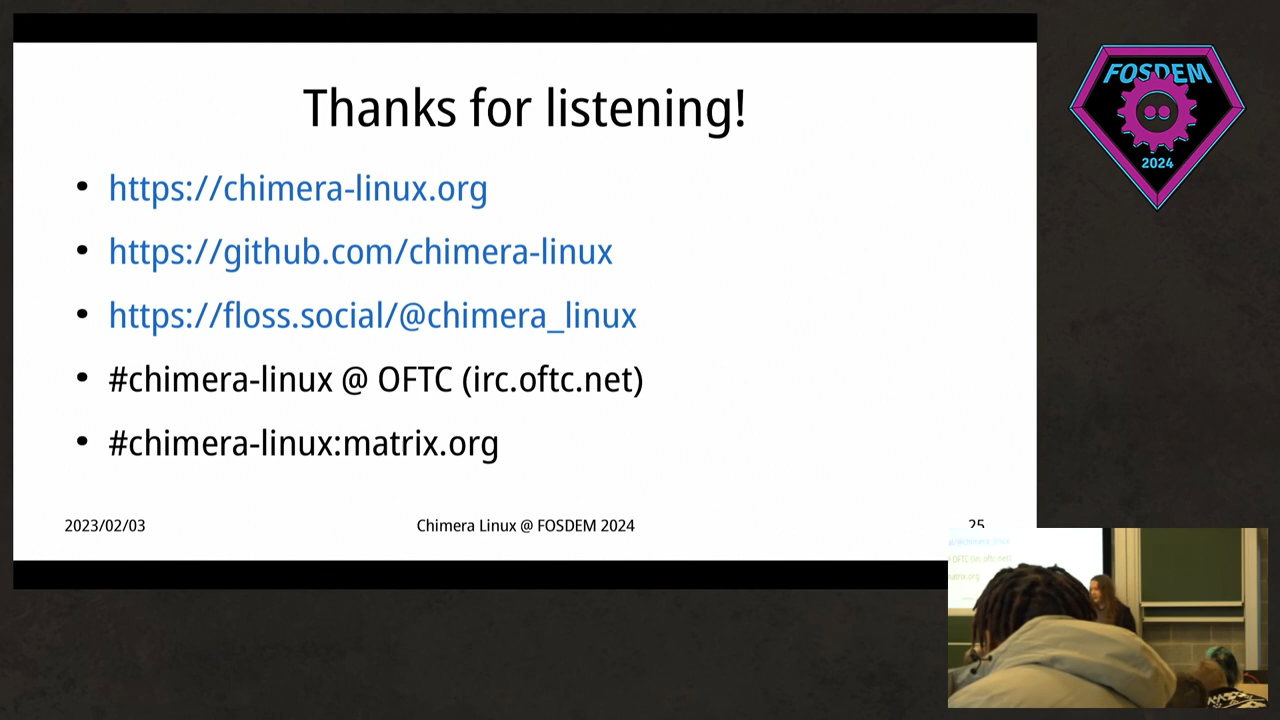 Thanks for listening!
https://chimera-linux.org
https://github.com/chimera-linux
https://floss.social/@chimera_linux
#chimera-linux @ OFTC (irc.oftc.net)
#chimera-linux:matrix.org
2023/02/03
Chimera Linux @ FOSDEM 2024
25
FOSDEM
2024